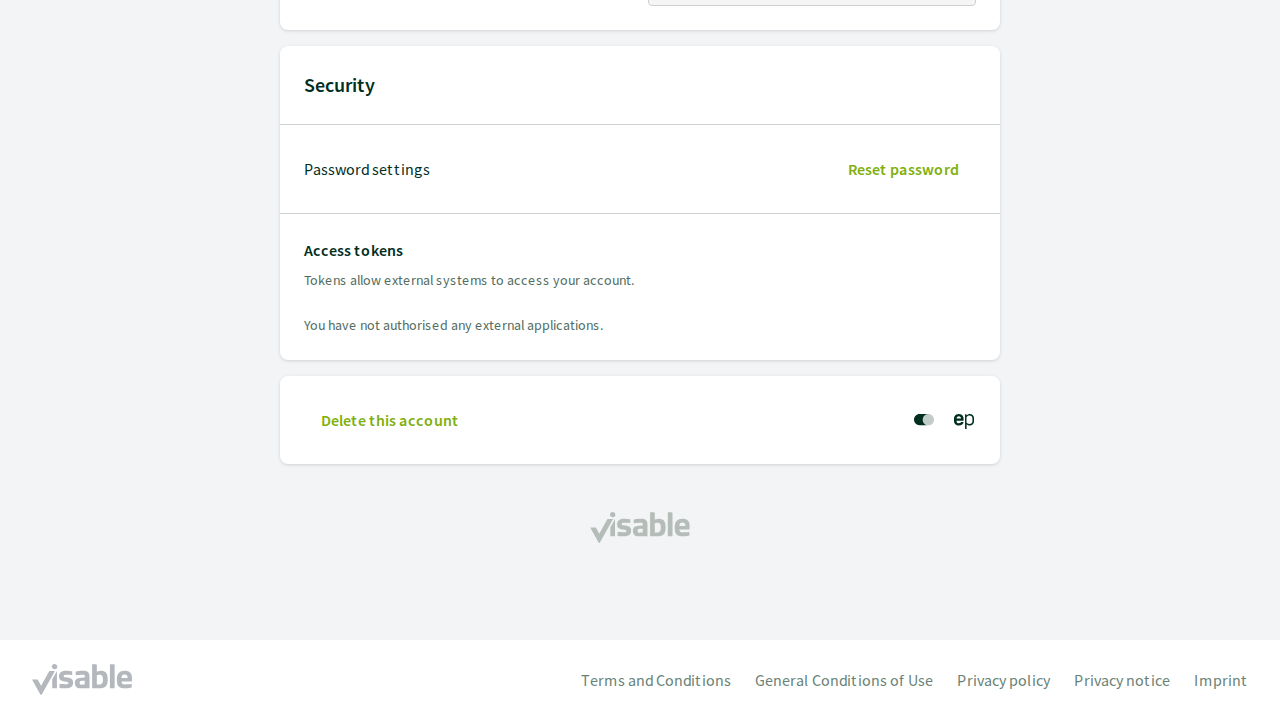 Security
Password settings
Reset password
Access tokens
Tokens allow external systems to access your account.
You have not authorised any external applications.
Delete this account
ep
visable
visable
Terms and Conditions
General Conditions of Use
Privacy policy
Privacy notice
Imprint